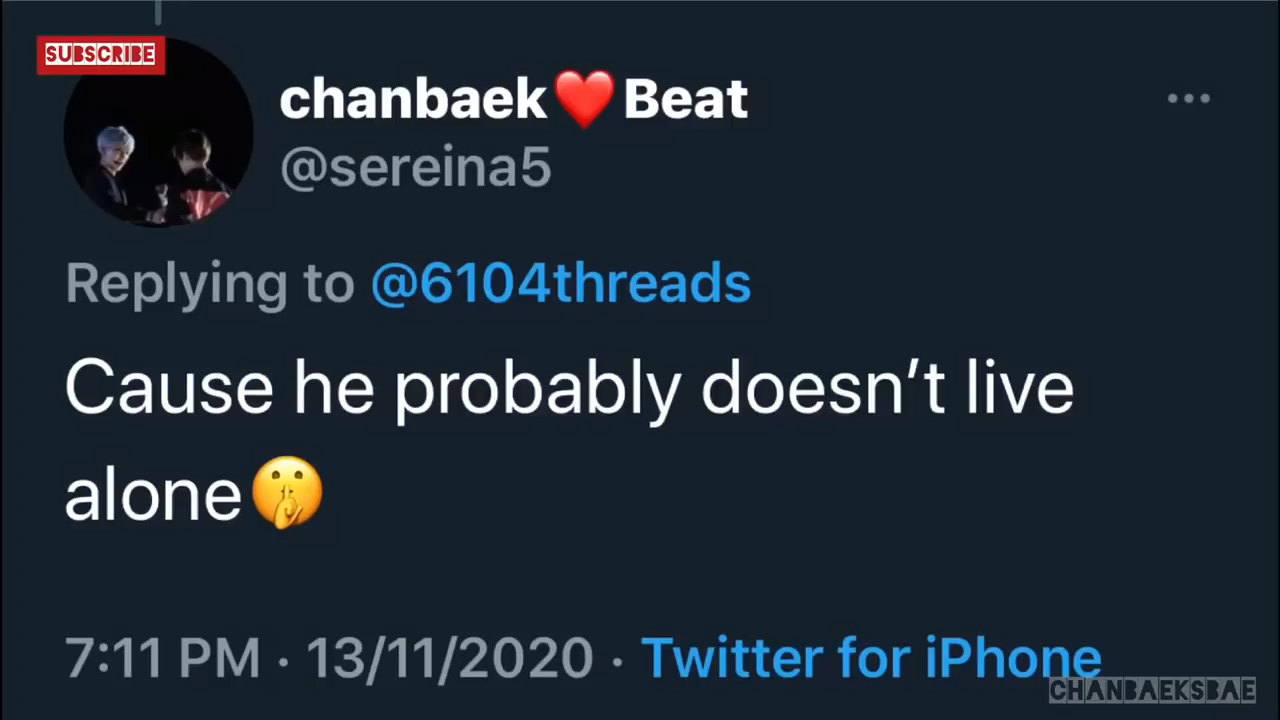 SUBSCRIBE
chanbaek❤️Beat
@sereina5
Replying to @6104threads
Cause he probably doesn’t live
alone🤫
7:11 PM · 13/11/2020 · Twitter for iPhone
CHANBAEKSBAE